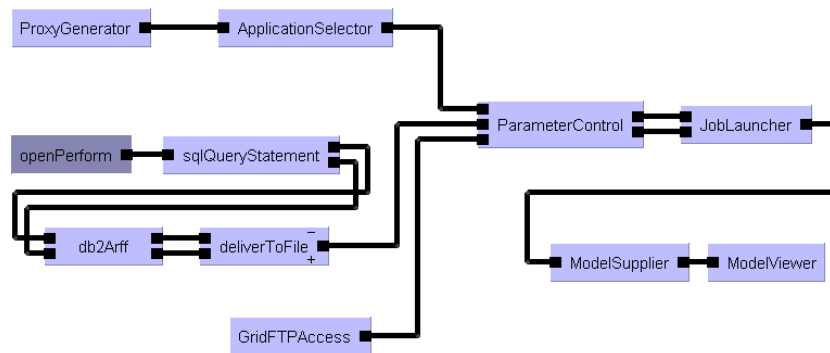 ProxyGenerator
ApplicationSelector
ParameterControl
JobLauncher
openPerform
sqlQueryStatement
db2Arff
deliverToFile
−
+
ModelSupplier
ModelViewer
GridFTPAccess